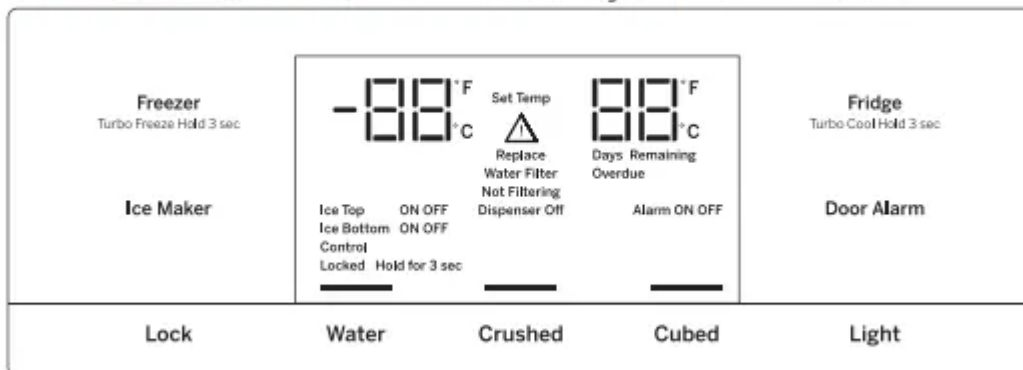 Freezer
Turbo Freeze Hold 3 sec
Ice Maker
-88 °F °C
Set Temp
88 °F °C
Replace
Water Filter
Not Filtering
Dispenser Off
Days Remaining
Overdue
Ice Top ON OFF
Ice Bottom ON OFF
Control
Locked Hold for 3 sec
Alarm ON OFF
Fridge
Turbo Cool Hold 3 sec
Door Alarm
Lock Water Crushed Cubed Light